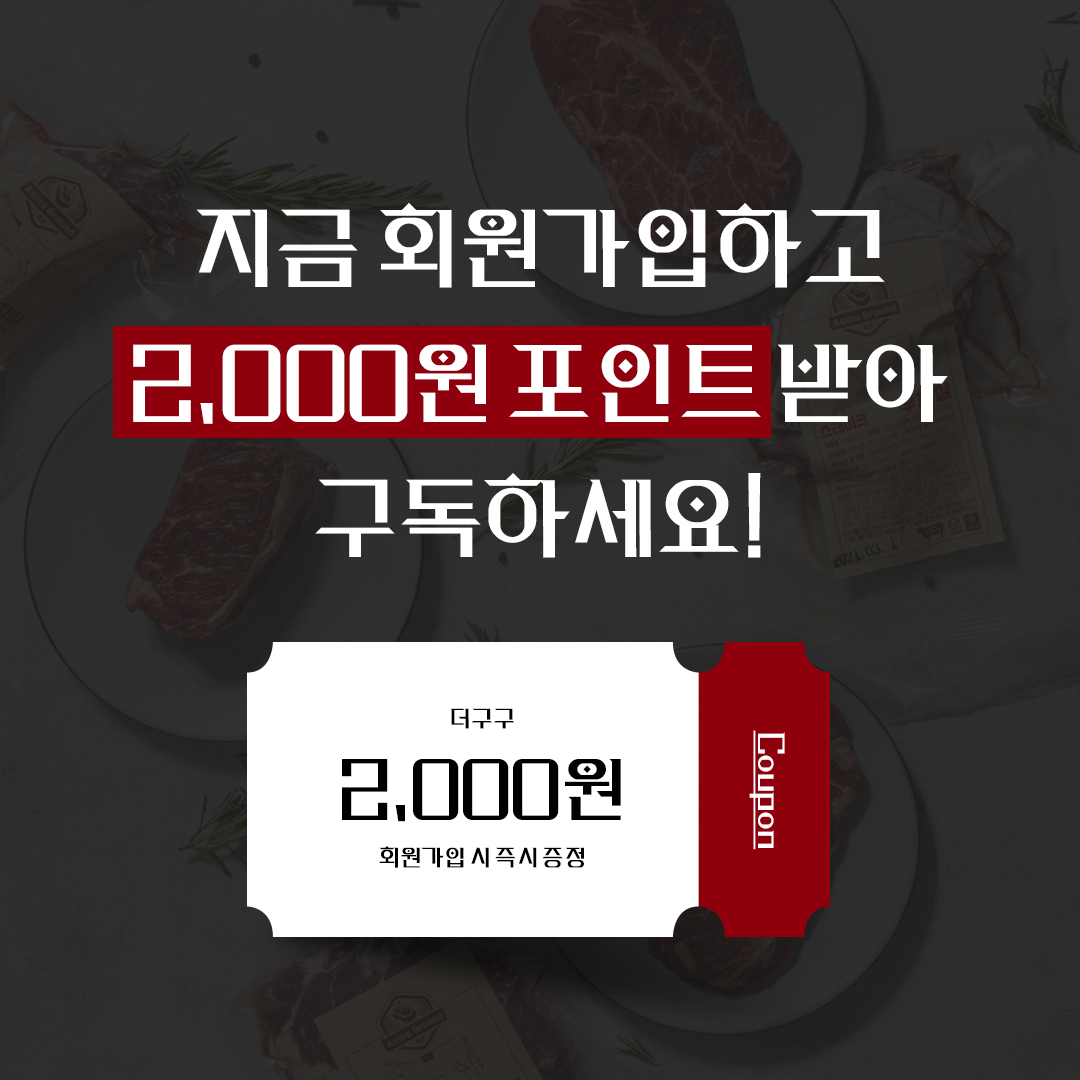 지금 회원가입하고
2,000원 포인트 받아
구독하세요!
더구구
2,000원
회원가입 시 즉시 증정
Coupon